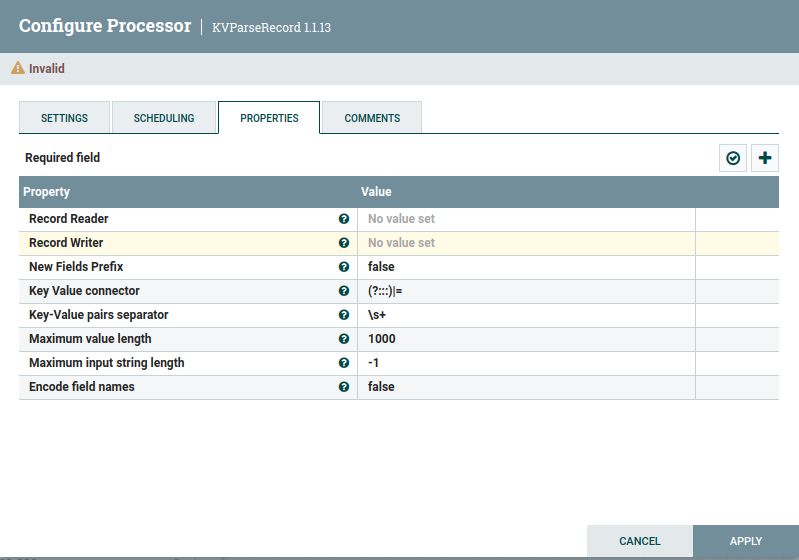 Configure Processor | KVParseRecord 1.1.13
Invalid
SETTINGS SCHEDULING PROPERTIES COMMENTS
Required field
Property Value
Record Reader No value set
Record Writer No value set
New Fields Prefix false
Key Value connector (?:::)|=
Key-Value pairs separator \s+
Maximum value length 1000
Maximum input string length -1
Encode field names false
CANCEL APPLY